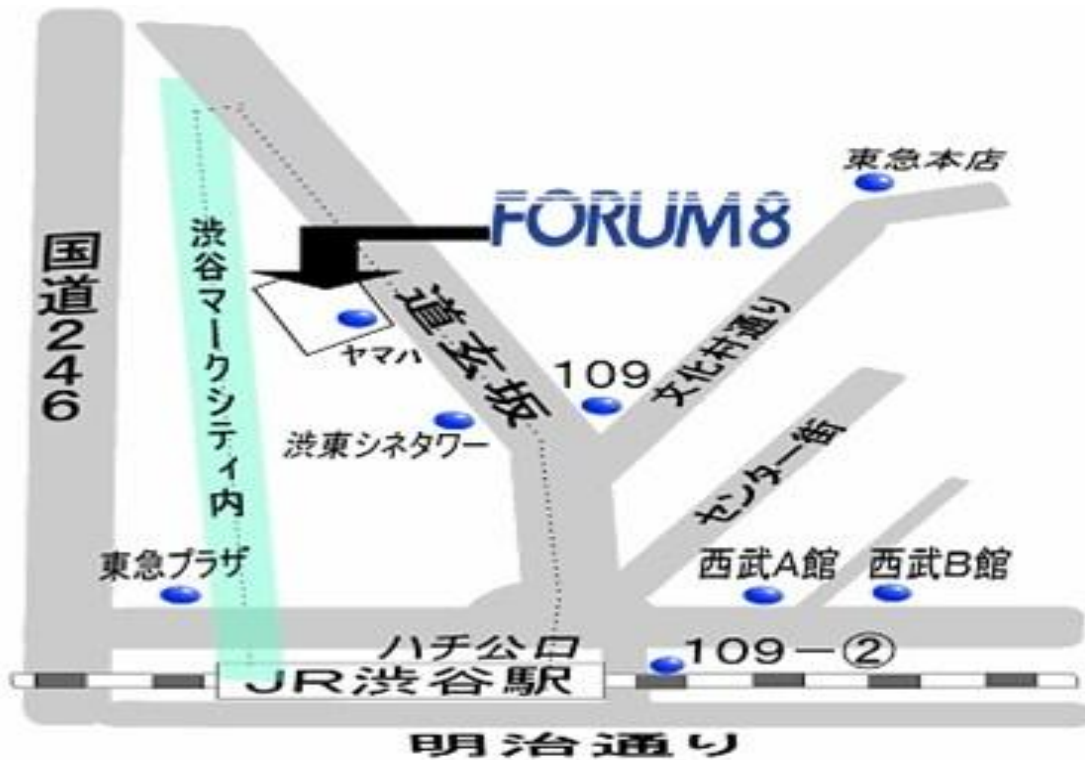 東急本店
FORUM8
国道246
渋谷マークシティ内
道玄坂
ヤマハ
109
文化村通り
渋東シネタワー
センター街
東急プラザ
西武A館
西武B館
ハチ公口
109-②
JR渋谷駅
明治通り